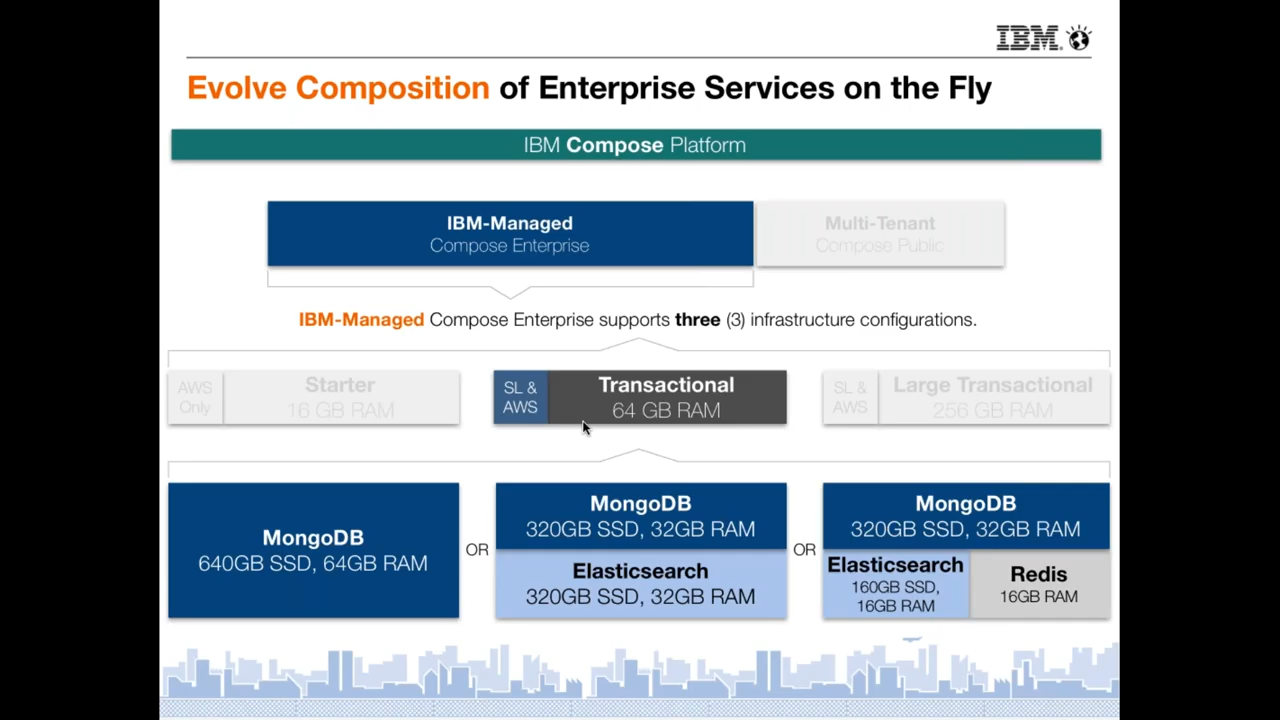 IBM
Evolve Composition of Enterprise Services on the Fly
IBM Compose Platform
IBM-Managed
Compose Enterprise
Multi-Tenant
Compose Public
IBM-Managed Compose Enterprise supports three (3) infrastructure configurations.
AWS
Only
Starter
16 GB RAM
SL &
AWS
Transactional
64 GB RAM
SL &
AWS
Large Transactional
256 GB RAM
MongoDB
640GB SSD, 64GB RAM
OR
MongoDB
320GB SSD, 32GB RAM
Elasticsearch
320GB SSD, 32GB RAM
OR
MongoDB
320GB SSD, 32GB RAM
Elasticsearch
160GB SSD,
16GB RAM
Redis
16GB RAM